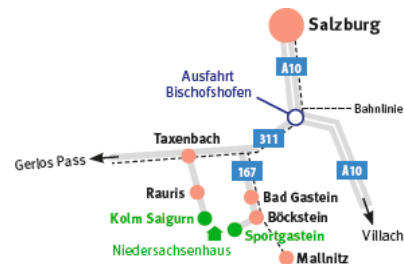 Salzburg
A10
Ausfahrt
Bischofshofen
Bahnlinie
311
Taxenbach
Gerlos Pass
167
A10
Rauris
Bad Gastein
Kolm Saigurn
Böckstein
Villach
Sportgastein
Niedersachsenhaus
Mallnitz